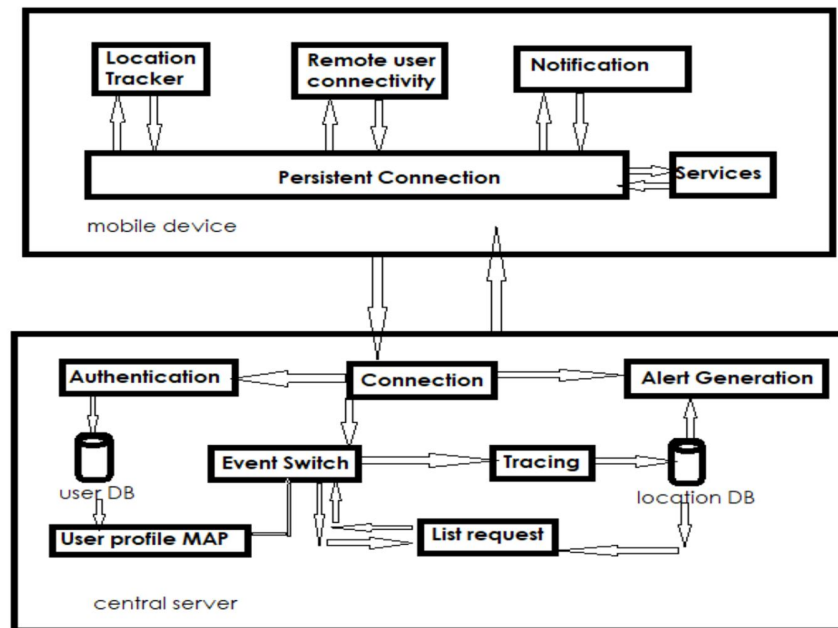 Location
Tracker
Remote user
connectivity
Notification
Persistent Connection
Services
mobile device
Authentication
Connection
Alert Generation
Event Switch
Tracing
user DB
location DB
User profile MAP
List request
central server